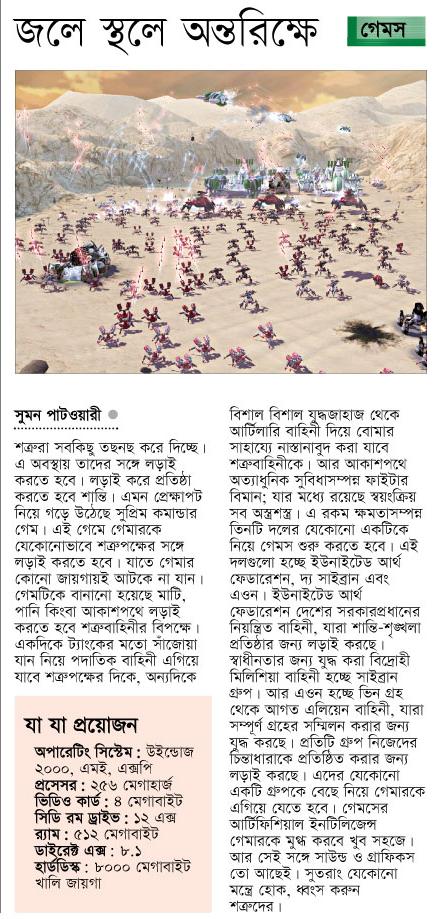 জলে স্থলে অন্তরিক্ষে
গেমস
সুমন পাটওয়ারী
শত্রুরা সবকিছু তছনছ করে দিচ্ছে।
এ অবস্থায় তাদের সঙ্গে লড়াই
করতে হবে। লড়াই করে প্রতিষ্ঠা
করতে হবে শান্তি। এমন প্রেক্ষাপট
নিয়ে গড়ে উঠেছে সুপ্রিম কমান্ডার
গেম। এই গেমে গেমারকে
যেকোনোভাবে শত্রুপক্ষের সঙ্গে
লড়াই করতে হবে। যাতে গেমার
কোনো জায়গায়ই আটকে না যান।
গেমটিকে বানানো হয়েছে মাটি,
পানি কিংবা আকাশপথে লড়াই
করতে হবে শত্রুবাহিনীর বিপক্ষে।
একদিকে ট্যাংকের মতো সাঁজোয়া
যান নিয়ে পদাতিক বাহিনী এগিয়ে
যাবে শত্রুপক্ষের দিকে, অন্যদিকে
বিশাল বিশাল যুদ্ধজাহাজ থেকে
আর্টিলারি বাহিনী দিয়ে বোমার
সাহায্যে নাস্তানাবুদ করা যাবে
শত্রুবাহিনীকে। আর আকাশপথে
অত্যাধুনিক সুবিধাসম্পন্ন ফাইটার
বিমান; যার মধ্যে রয়েছে স্বয়ংক্রিয়
সব অস্ত্রশস্ত্র। এ রকম ক্ষমতাসম্পন্ন
তিনটি দলের যেকোনো একটিকে
নিয়ে গেমস শুরু করতে হবে। এই
দলগুলো হচ্ছে ইউনাইটেড আর্থ
ফেডারেশন, দ্য সাইব্রান এবং
এওন। ইউনাইটেড আর্থ
ফেডারেশন দেশের সরকারপ্রধানের
নিয়ন্ত্রিত বাহিনী, যারা শান্তি-শৃঙ্খলা
প্রতিষ্ঠার জন্য লড়াই করছে।
স্বাধীনতার জন্য যুদ্ধ করা বিদ্রোহী
মিলিশিয়া বাহিনী হচ্ছে সাইব্রান
গ্রুপ। আর এওন হচ্ছে ভিন গ্রহ
থেকে আগত এলিয়েন বাহিনী, যারা
সম্পূর্ণ গ্রহের সম্মিলন করার জন্য
যুদ্ধ করছে। প্রতিটি গ্রুপ নিজেদের
চিন্তাধারাকে প্রতিষ্ঠিত করার জন্য
লড়াই করছে। এদের যেকোনো
একটি গ্রুপকে বেছে নিয়ে গেমারকে
এগিয়ে যেতে হবে। গেমসের
আর্টিফিশিয়াল ইনটিলিজেন্স
গেমারকে মুগ্ধ করবে খুব সহজে।
আর সেই সঙ্গে সাউন্ড ও গ্রাফিকস
তো আছেই। সুতরাং যেকোনো
মন্ত্রে হোক, ধ্বংস করুন
শত্রুদের।
যা যা প্রয়োজন
অপারেটিং সিস্টেম : উইন্ডোজ
২০০০, এমই, এক্সপি
প্রসেসর : ২৫৬ মেগাহার্জ
ভিডিও কার্ড : ৪ মেগাবাইট
সিডি রম ড্রাইভ : ১২ এক্স
র‍্যাম : ৫১২ মেগাবাইট
ডাইরেক্ট এক্স : ৮.১
হার্ডডিস্ক : ৮০০০ মেগাবাইট
খালি জায়গা